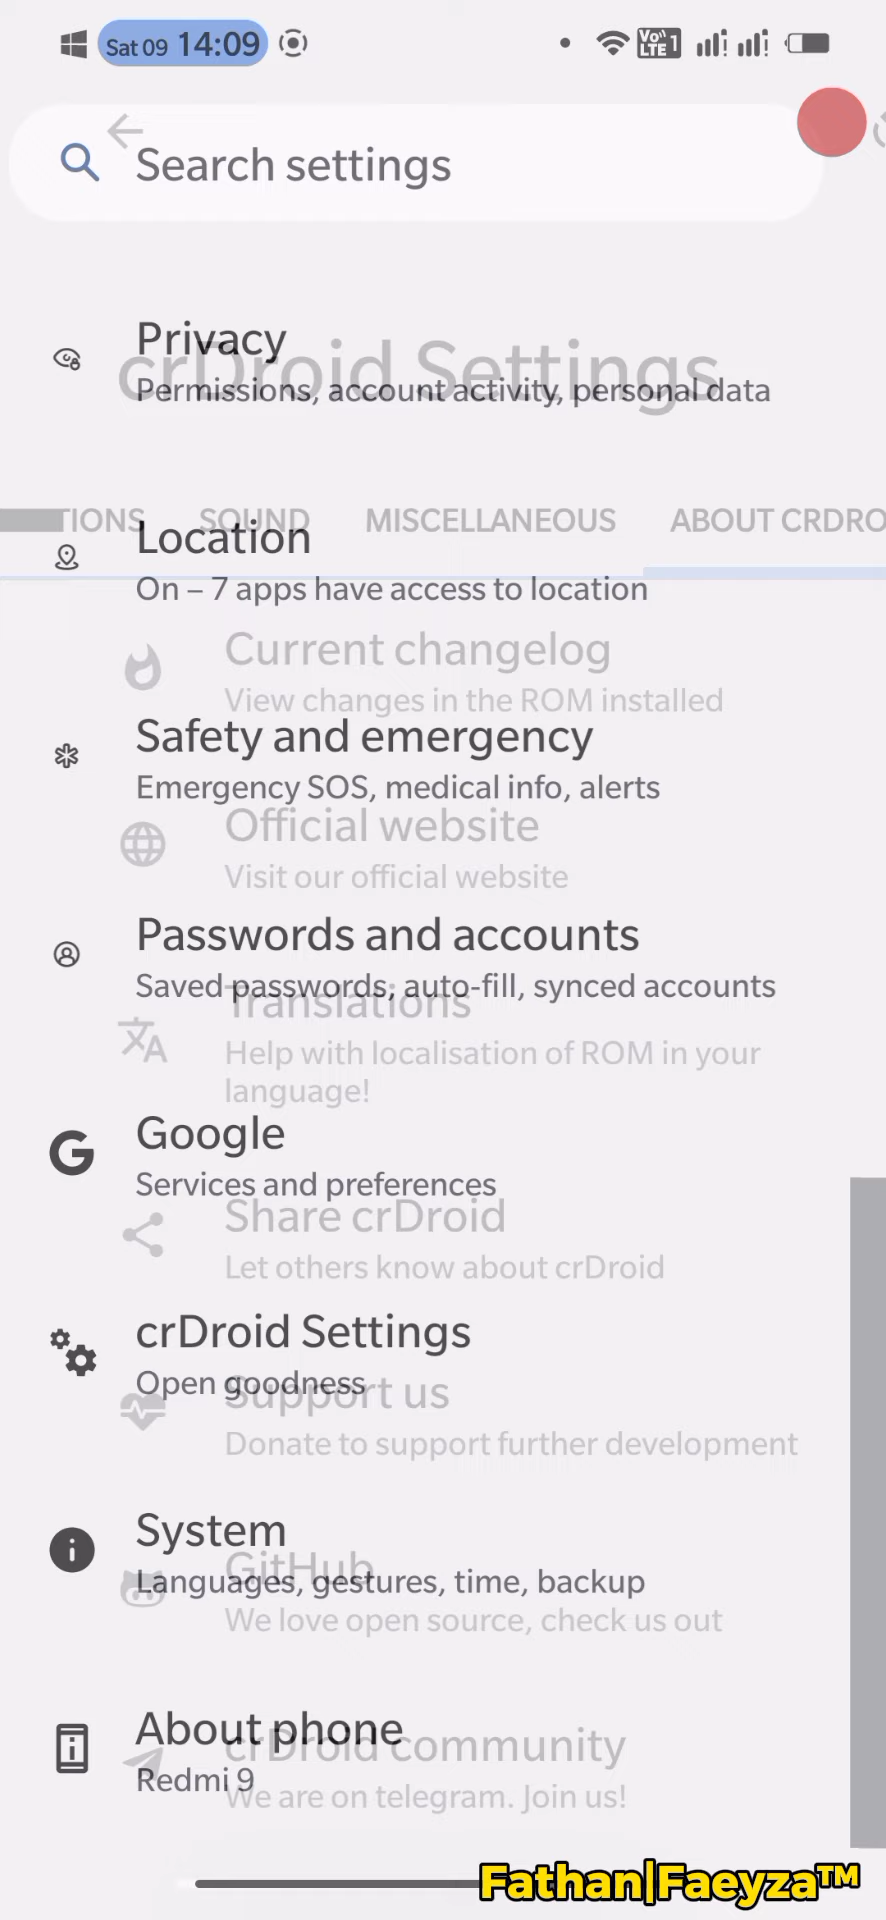 Sat 09 14:09
Vo)) LTE 1
Search settings
Privacy
crDroid Settings
Permissions, account activity, personal data
TIONS SOUND MISCELLANEOUS ABOUT CRDRO
Location
On – 7 apps have access to location
Current changelog
View changes in the ROM installed
Safety and emergency
Emergency SOS, medical info, alerts
Official website
Visit our official website
Passwords and accounts
Saved passwords, auto-fill, synced accounts
Translations
Help with localisation of ROM in your
language!
Google
Services and preferences
Share crDroid
Let others know about crDroid
crDroid Settings
Open goodness
Support us
Donate to support further development
System
GitHub
Languages, gestures, time, backup
We love open source, check us out
About phone
crDroid community
Redmi 9
We are on telegram. Join us!
Fathan|Faeyza™